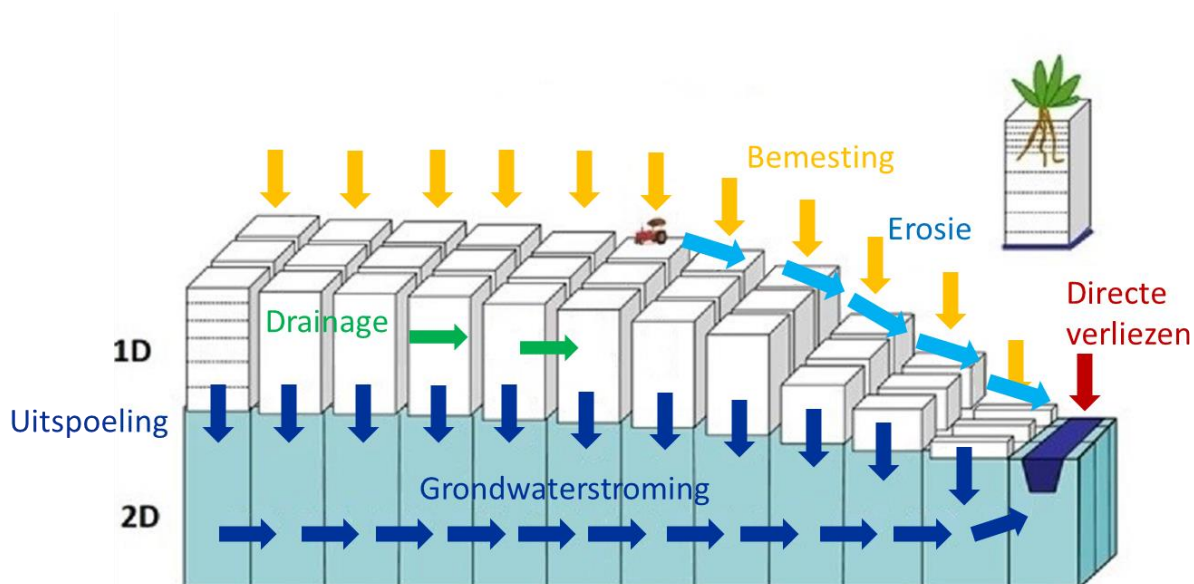 Bemesting
Erosie
Directe
verliezen
Drainage
1D
Uitspoeling
Grondwaterstroming
2D